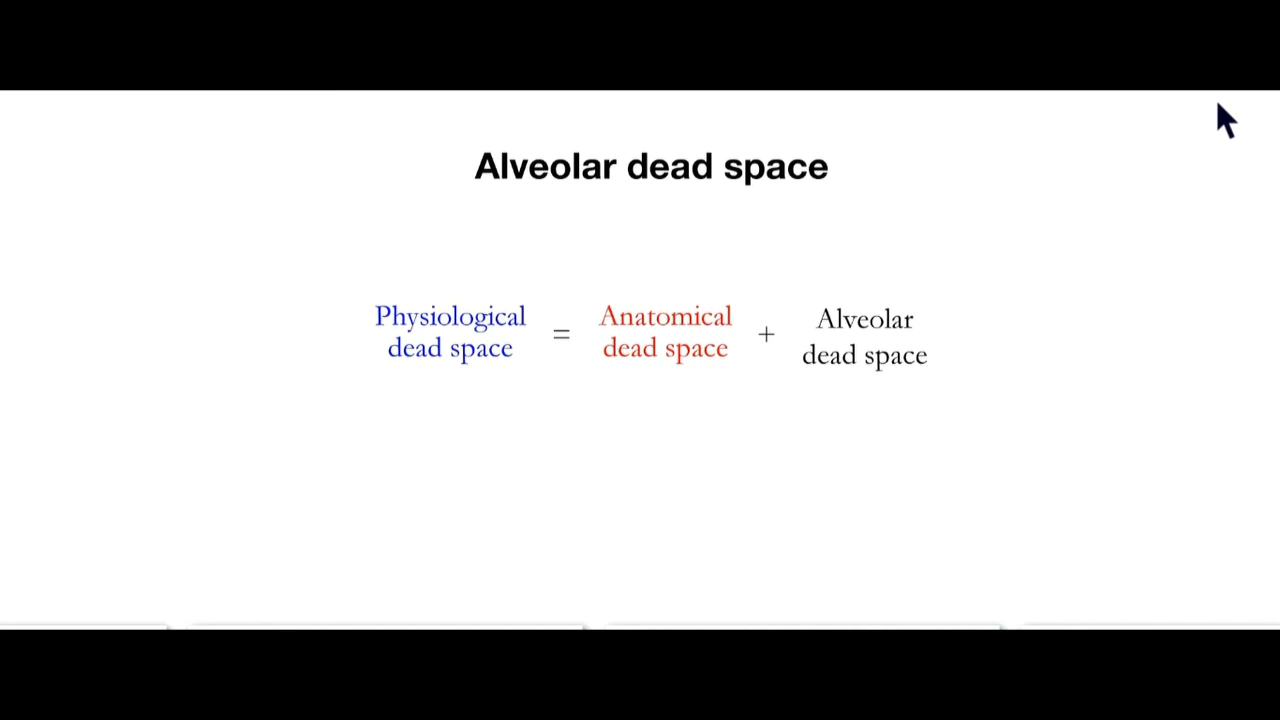 Alveolar dead space
Physiological dead space = Anatomical dead space + Alveolar dead space